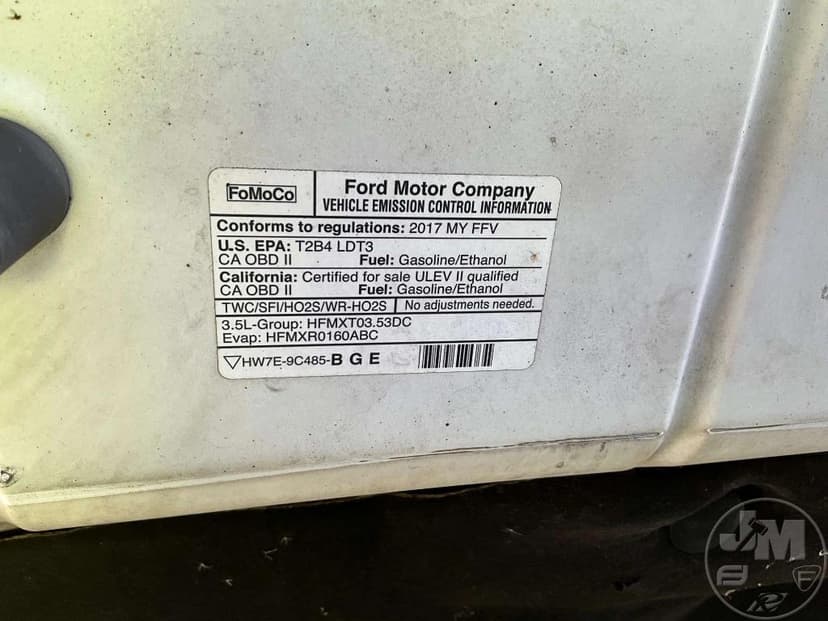 FoMoCo
Ford Motor Company
VEHICLE EMISSION CONTROL INFORMATION
Conforms to regulations: 2017 MY FFV
U.S. EPA: T2B4 LDT3
CA OBD II Fuel: Gasoline/Ethanol
California: Certified for sale ULEV II qualified
CA OBD II Fuel: Gasoline/Ethanol
TWC/SFI/HO2S/WR-HO2S No adjustments needed.
3.5L-Group: HFMXT03.53DC
Evap: HFMXR0160ABC
HW7E-9C485-B G E
JM
F F